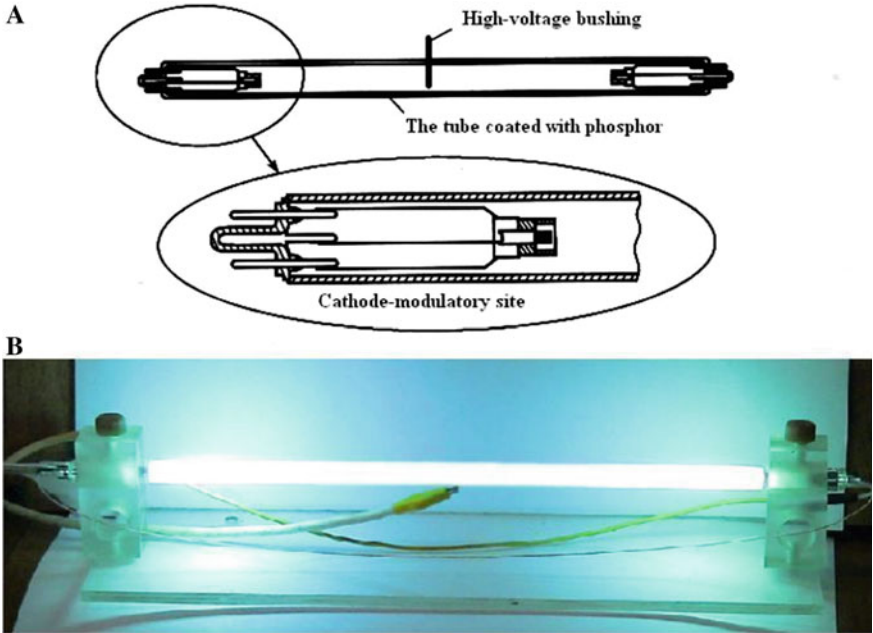 A
High-voltage bushing
The tube coated with phosphor
Cathode-modulatory site
B